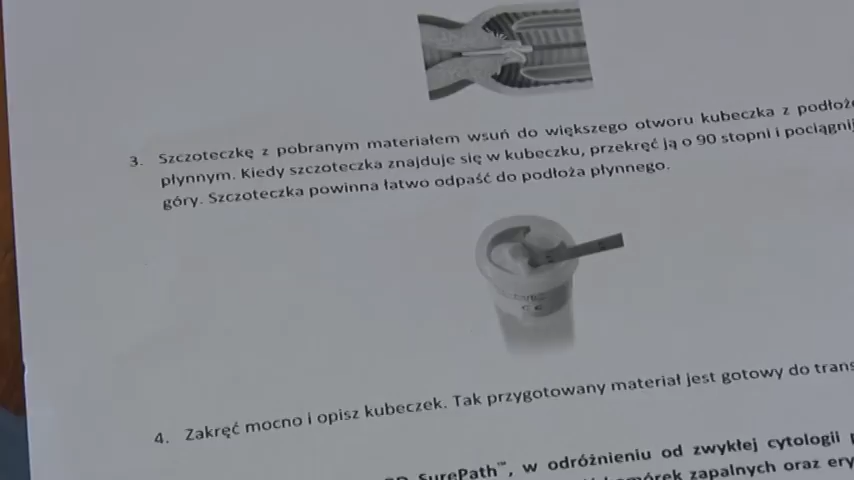 3. Szczoteczkę z pobranym materiałem wsuń do większego otworu kubeczka z
płynnym. Kiedy szczoteczka znajduje się w kubeczku, przekręć ją o 90 stopni i
góry. Szczoteczka powinna łatwo odpaść do podłoża płynnego.
4. Zakręć mocno i opisz kubeczek. Tak przygotowany materiał jest gotowy do
SurePath™, w odróżnieniu od zwykłej cytologii
zapalnych oraz